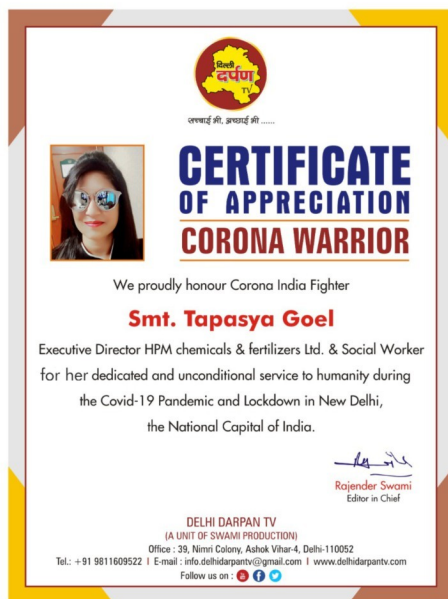 दिल्ली
दर्पण
TV
सच्चाई भी, अच्छाई भी ......
CERTIFICATE
OF APPRECIATION
CORONA WARRIOR
We proudly honour Corona India Fighter
Smt. Tapasya Goel
Executive Director HPM chemicals & fertilizers Ltd. & Social Worker
for her dedicated and unconditional service to humanity during
the Covid-19 Pandemic and Lockdown in New Delhi,
the National Capital of India.
Rajender Swami
Editor in Chief
DELHI DARPAN TV
(A UNIT OF SWAMI PRODUCTION)
Office : 39, Nimri Colony, Ashok Vihar-4, Delhi-110052
Tel.: +91 9811609522 I E-mail : info.delhidarpantv@gmail.com I www.delhidarpantv.com
Follow us on :